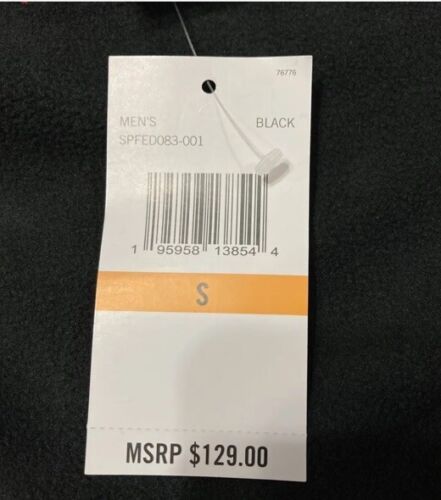 76776
MEN'S BLACK
SPFED083-001
1 95958 13854 4
S
MSRP $129.00